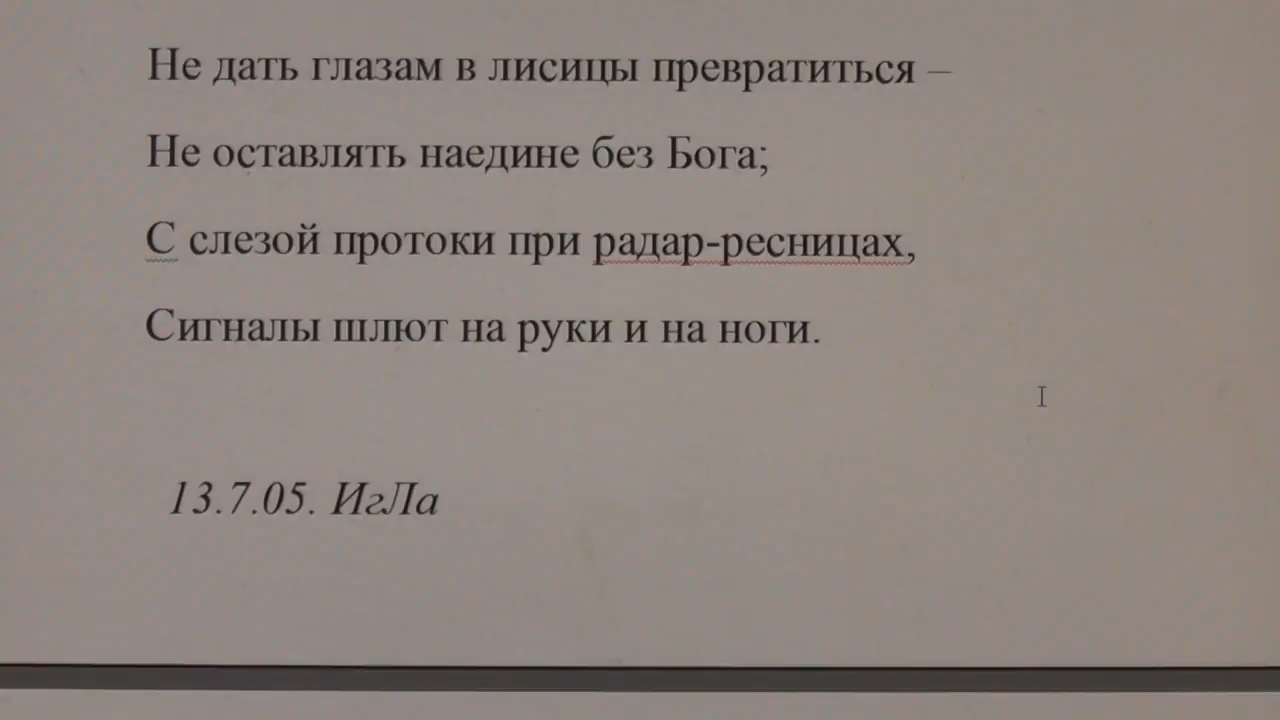 Не дать глазам в лисицы превратиться –
Не оставлять наедине без Бога;
С слезой протоки при радар-ресницах,
Сигналы шлют на руки и на ноги.
13.7.05. ИгЛа